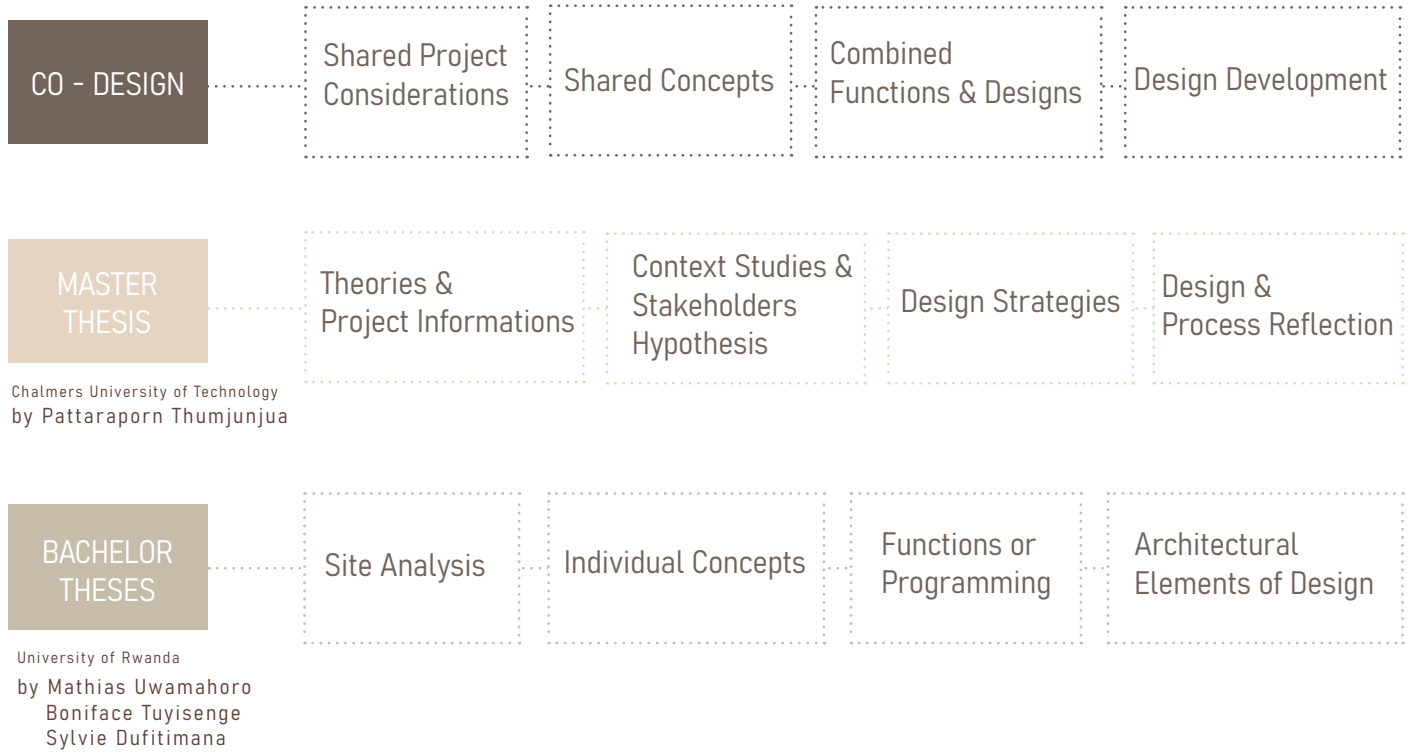 CO - DESIGN
Shared Project
Considerations
Shared Concepts
Combined
Functions & Designs
Design Development
MASTER
THESIS
Theories &
Project Informations
Context Studies &
Stakeholders
Hypothesis
Design Strategies
Design &
Process Reflection
Chalmers University of Technology
by Pattaraporn Thumjunjua
BACHELOR
THESES
Site Analysis
Individual Concepts
Functions or
Programming
Architectural
Elements of Design
University of Rwanda
by Mathias Uwamahoro
Boniface Tuyisenge
Sylvie Dufitimana